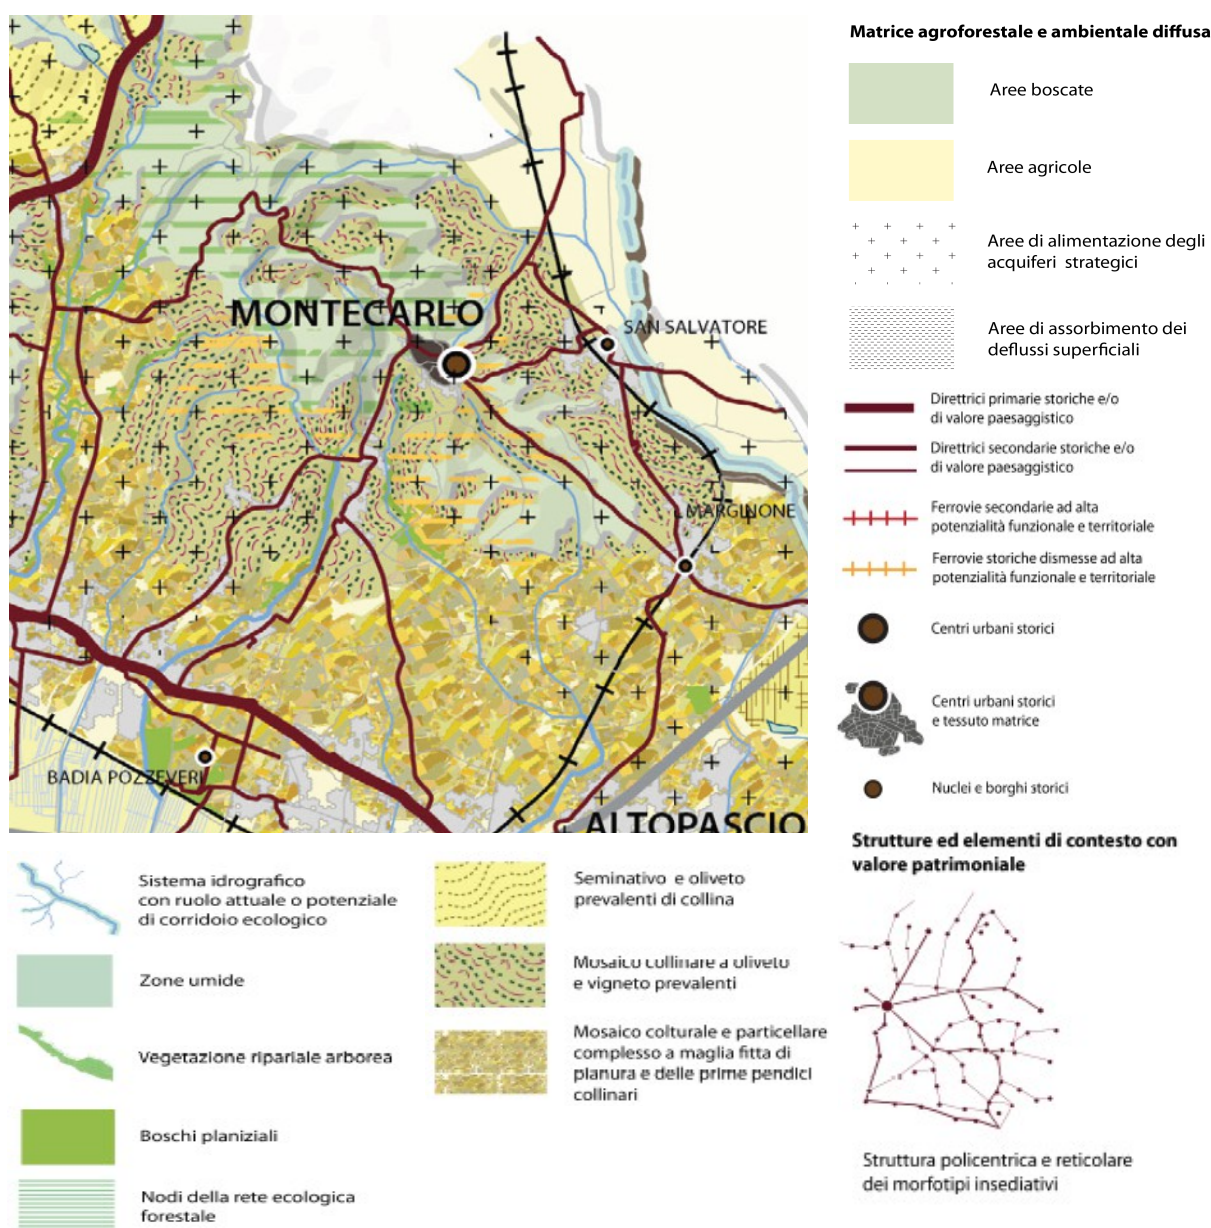 MONTECARLO
SAN SALVATORE
MARGINONE
BADIA POZZEVERI
ALTOPASCIO
Matrice agroforestale e ambientale diffusa
Aree boscate
Aree agricole
Aree di alimentazione degli
acquiferi strategici
Aree di assorbimento dei
deflussi superficiali
Direttrici primarie storiche e/o
di valore paesaggistico
Direttrici secondarie storiche e/o
di valore paesaggistico
Ferrovie secondarie ad alta
potenzialità funzionale e territoriale
Ferrovie storiche dismesse ad alta
potenzialità funzionale e territoriale
Centri urbani storici
Centri urbani storici
e tessuto matrice
Nuclei e borghi storici
Strutture ed elementi di contesto con
valore patrimoniale
Struttura policentrica e reticolare
dei morfotipi insediativi
Sistema idrografico
con ruolo attuale o potenziale
di corridoio ecologico
Zone umide
Vegetazione ripariale arborea
Boschi planiziali
Nodi della rete ecologica
forestale
Seminativo e oliveto
prevalenti di collina
Mosaico collinare a oliveto
e vigneto prevalenti
Mosaico colturale e particellare
complesso a maglia fitta di
pianura e delle prime pendici
collinari